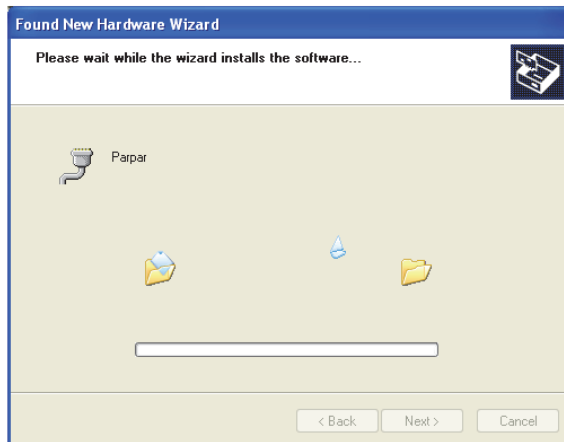 Found New Hardware Wizard
Please wait while the wizard installs the software...
Parpar
< Back
Next >
Cancel